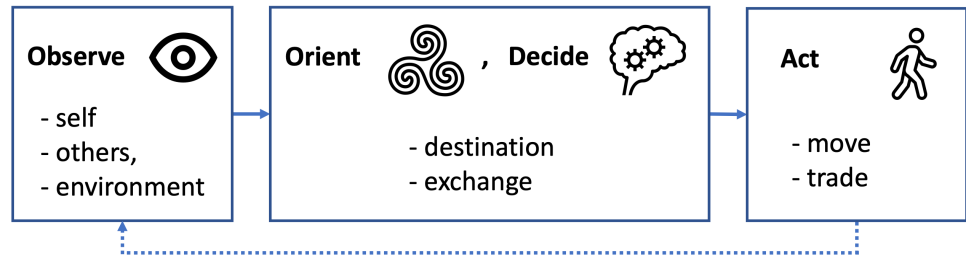 Observe
- self
- others,
- environment
Orient , Decide
- destination
- exchange
Act
- move
- trade